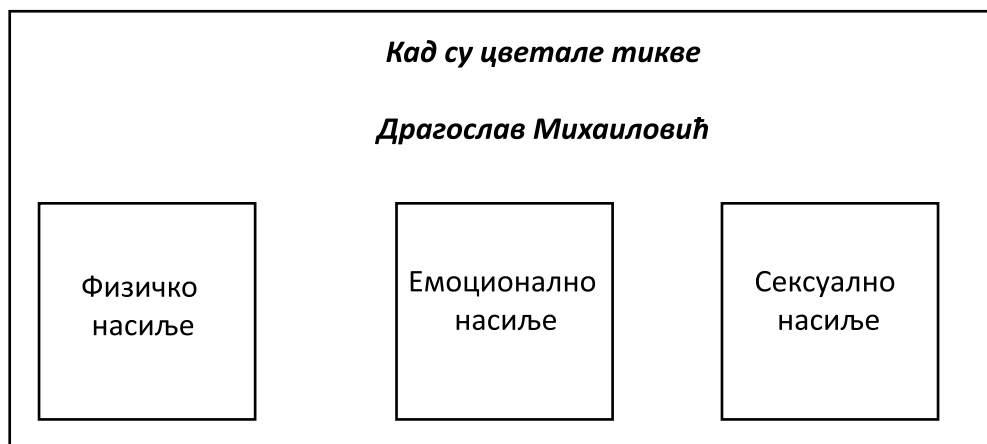 Кад су цветале тикве
Драгослав Михаиловић
Физичко
насиље
Емоционално
насиље
Сексуално
насиље